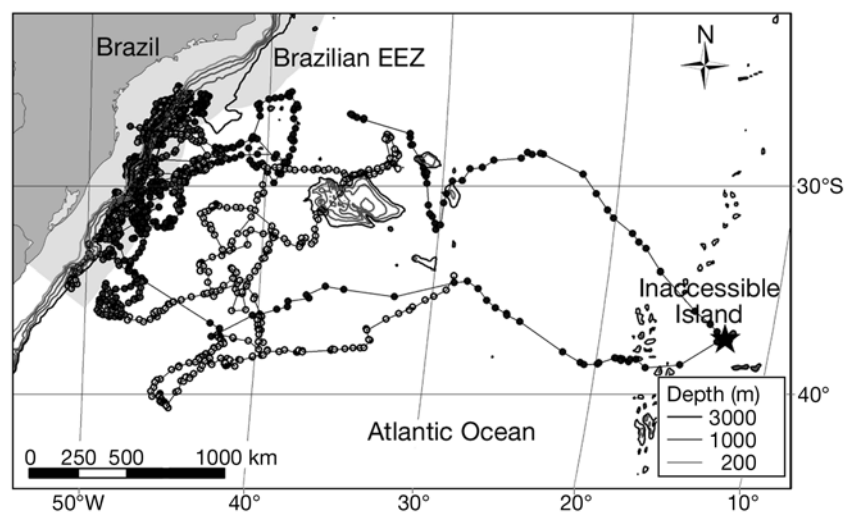 Brazil
Brazilian EEZ
N
30°S
Inaccessible
Island
40°
Atlantic Ocean
Depth (m)
3000
1000
200
0 250 500 1000 km
50°W 40° 30° 20° 10°